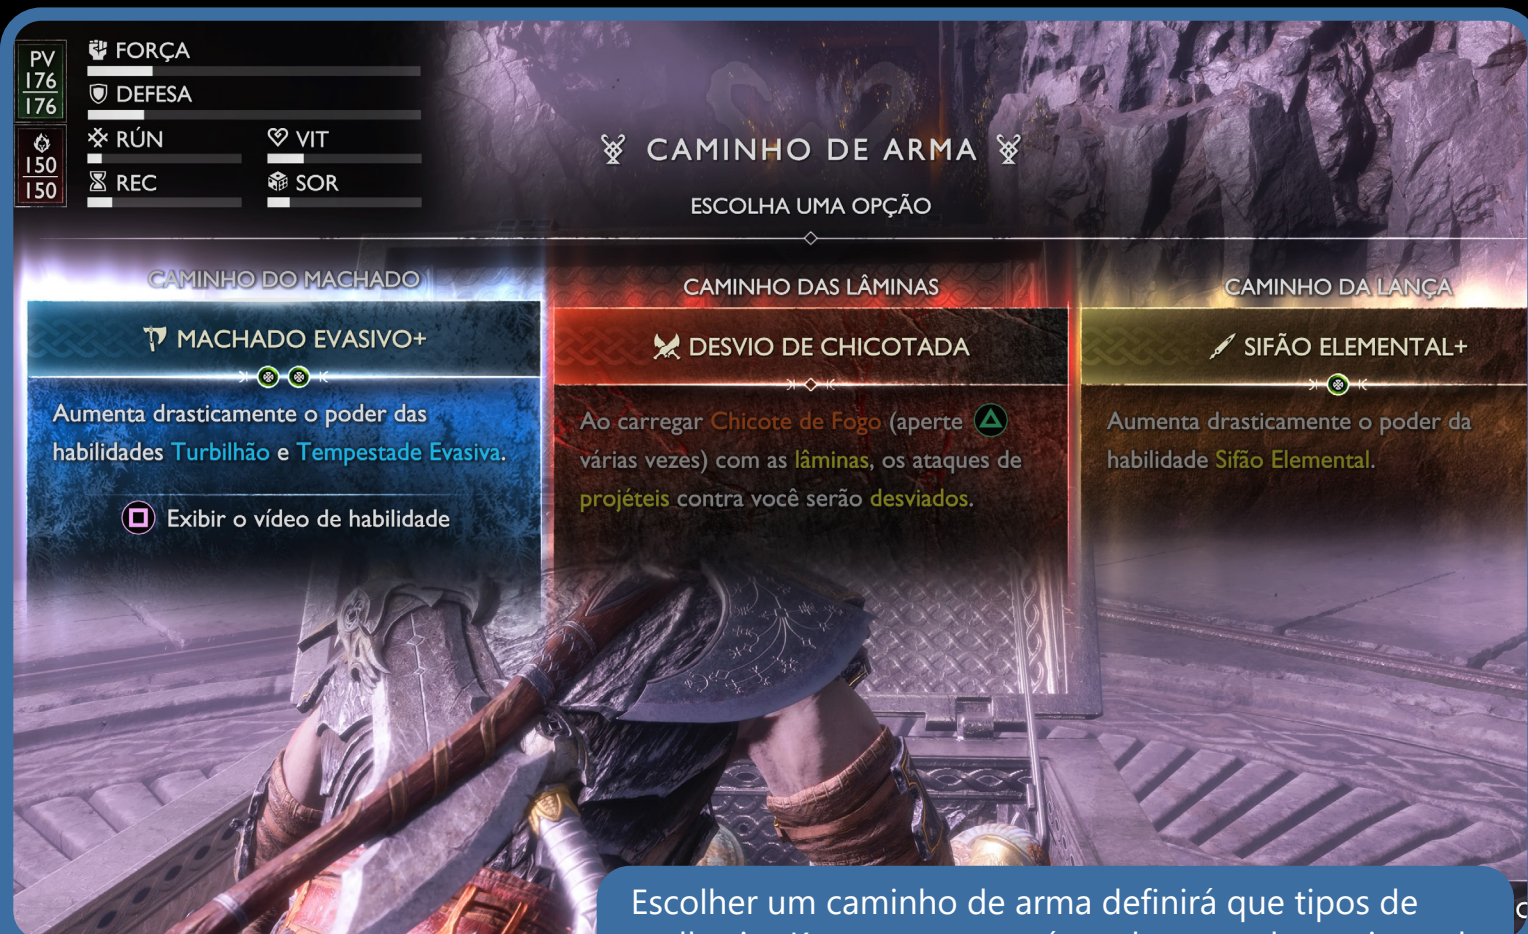 PV
176
176
150
150
FORÇA
DEFESA
RÚN
VIT
REC
SOR
CAMINHO DE ARMA
ESCOLHA UMA OPÇÃO
CAMINHO DO MACHADO
MACHADO EVASIVO+
Aumenta drasticamente o poder das
habilidades Turbilhão e Tempestade Evasiva.
Exibir o vídeo de habilidade
CAMINHO DAS LÂMINAS
DESVIO DE CHICOTADA
Ao carregar Chicote de Fogo (aperte
várias vezes) com as lâminas, os ataques de
projéteis contra você serão desviados.
CAMINHO DA LANÇA
SIFÃO ELEMENTAL+
Aumenta drasticamente o poder da
habilidade Sifão Elemental.
Escolher um caminho de arma definirá que tipos de